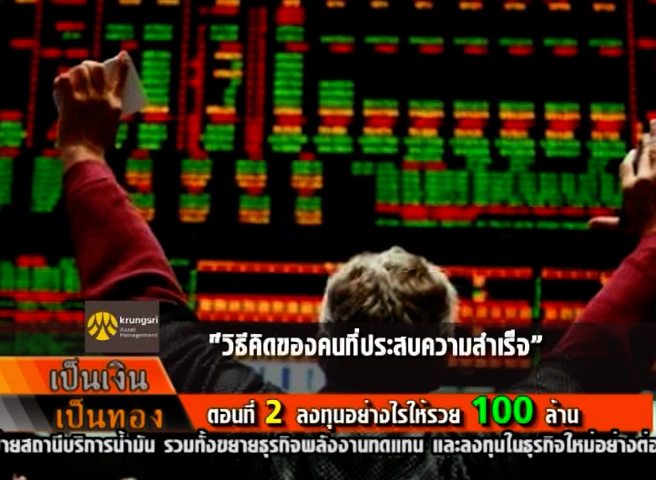 krungsri
Asset
Management
"วิธีคิดของคนที่ประสบความสำเร็จ"
เป็นเงิน
เป็นทอง
ตอนที่ 2 ลงทุนอย่างไรให้รวย 100 ล้าน
สถานีบริการน้ำมัน รวมทั้งขยายธุรกิจพลังงานทดแทน และลงทุนในธุรกิจใหม่อย่าง